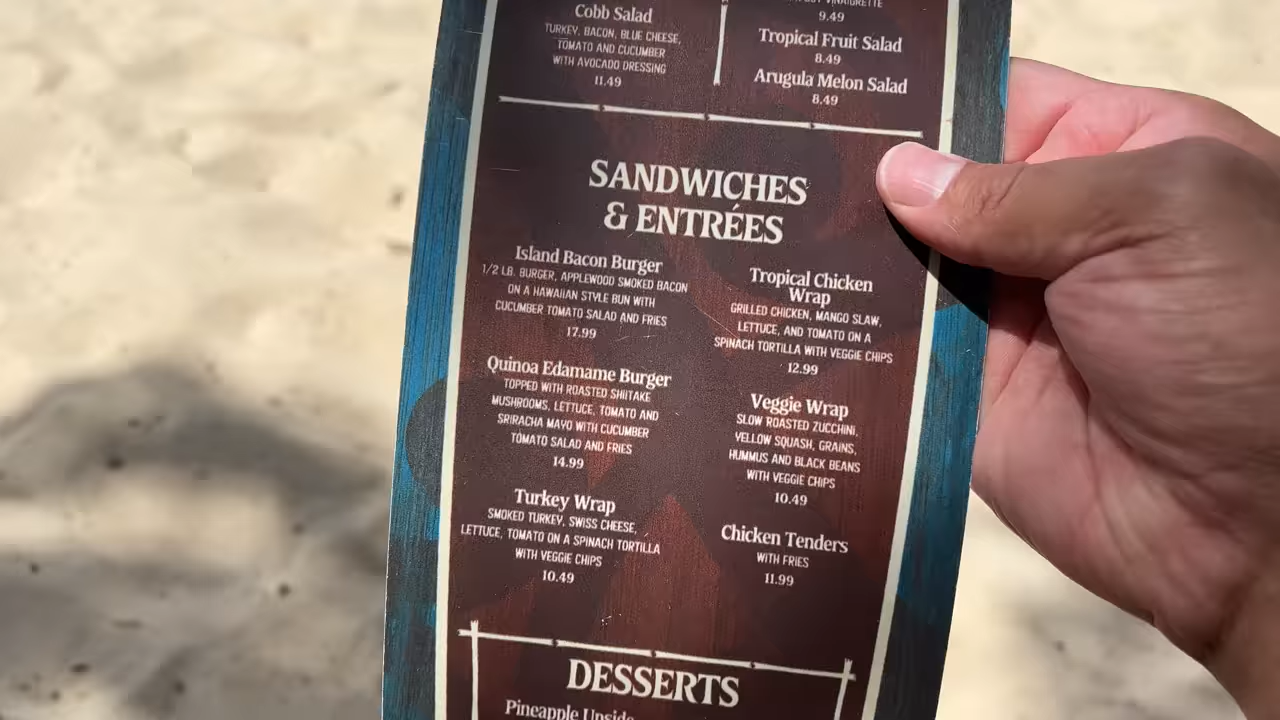 Cobb Salad
TURKEY, BACON, BLUE CHEESE,
TOMATO AND CUCUMBER
WITH AVOCADO DRESSING
11.49
VINAIGRETTE
9.49
Tropical Fruit Salad
8.49
Arugula Melon Salad
8.49
SANDWICHES
& ENTRÉES
Island Bacon Burger
1/2 LB. BURGER, APPLEWOOD SMOKED BACON
ON A HAWAIIAN STYLE BUN WITH
CUCUMBER TOMATO SALAD AND FRIES
17.99
Quinoa Edamame Burger
TOPPED WITH ROASTED SHIITAKE
MUSHROOMS, LETTUCE, TOMATO AND
SRIRACHA MAYO WITH CUCUMBER
TOMATO SALAD AND FRIES
14.99
Turkey Wrap
SMOKED TURKEY, SWISS CHEESE,
LETTUCE, TOMATO ON A SPINACH TORTILLA
WITH VEGGIE CHIPS
10.49
Tropical Chicken
Wrap
GRILLED CHICKEN, MANGO SLAW,
LETTUCE, AND TOMATO ON A
SPINACH TORTILLA WITH VEGGIE CHIPS
12.99
Veggie Wrap
SLOW ROASTED ZUCCHINI,
YELLOW SQUASH, GRAINS,
HUMMUS AND BLACK BEANS
WITH VEGGIE CHIPS
10.49
Chicken Tenders
WITH FRIES
11.99
DESSERTS
Pineapple Upside